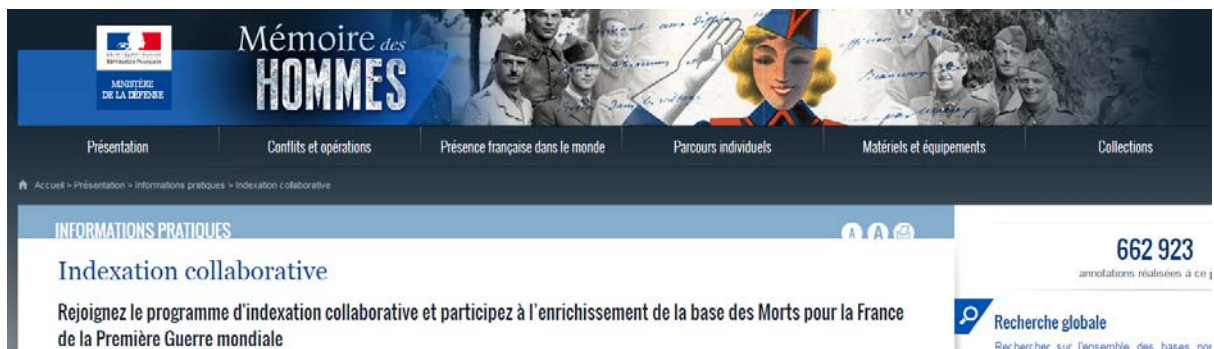 Mémoire des
HOMMES
MINISTÈRE
DE LA DÉFENSE
Présentation
Conflits et opérations
Présence française dans le monde
Parcours individuels
Matériels et équipements
Collections
Accueil > Présentation > Informations pratiques > Indexation collaborative
INFORMATIONS PRATIQUES
A A
Indexation collaborative
Rejoignez le programme d'indexation collaborative et participez à l'enrichissement de la base des Morts pour la France
de la Première Guerre mondiale
662 923
annotations réalisées à ce
Recherche globale
Rechercher sur l'ensemble des bases